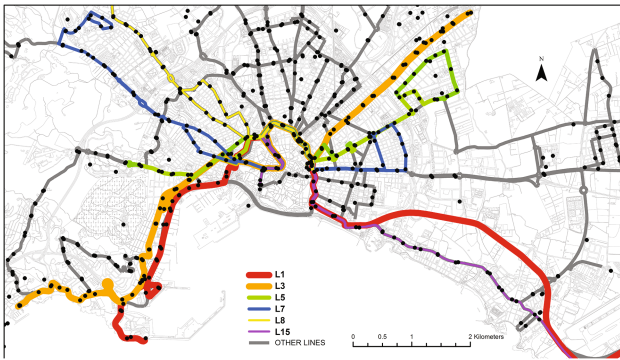 N
L1
L3
L5
L7
L8
L15
OTHER LINES
0 0.5 1 2 Kilometers